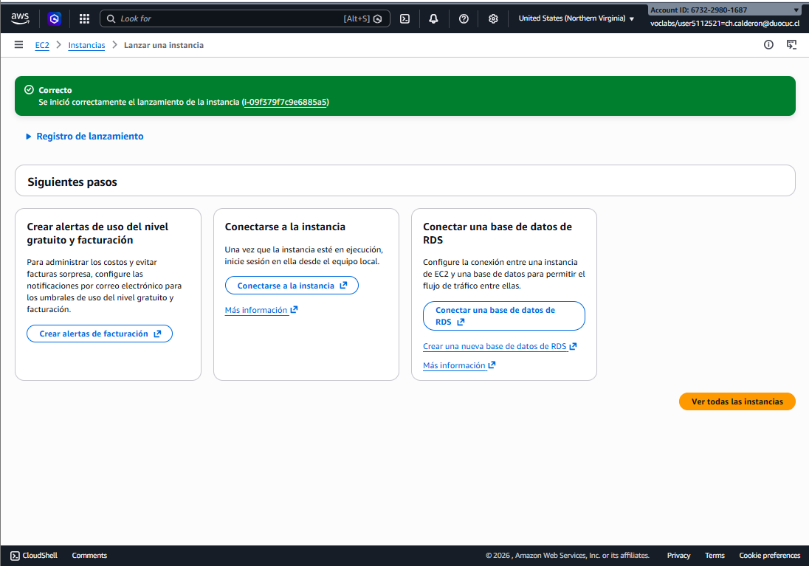 aws
Look for
[Alt+S]
United States (Northern Virginia)
Account ID: 6732-2980-1687
voclabs/user5112521=ch.calderon@duocuc.cl
EC2
Instancias
Lanzar una instancia
Correcto
Se inició correctamente el lanzamiento de la instancia (i-09f379f7c9e6885a5)
Registro de lanzamiento
Siguientes pasos
Crear alertas de uso del nivel
gratuito y facturación
Para administrar los costos y evitar
facturas sorpresa, configure las
notificaciones por correo electrónico para
los umbrales de uso del nivel gratuito y
facturación.
Crear alertas de facturación
Conectarse a la instancia
Una vez que la instancia esté en ejecución,
inicie sesión en ella desde el equipo local.
Conectarse a la instancia
Más información
Conectar una base de datos de
RDS
Configure la conexión entre una instancia
de EC2 y una base de datos para permitir el
flujo de tráfico entre ellas.
Conectar una base de datos de
RDS
Crear una nueva base de datos de RDS
Más información
Ver todas las instancias
CloudShell
Comments
© 2026 , Amazon Web Services, Inc. or its affiliates.
Privacy
Terms
Cookie preferences